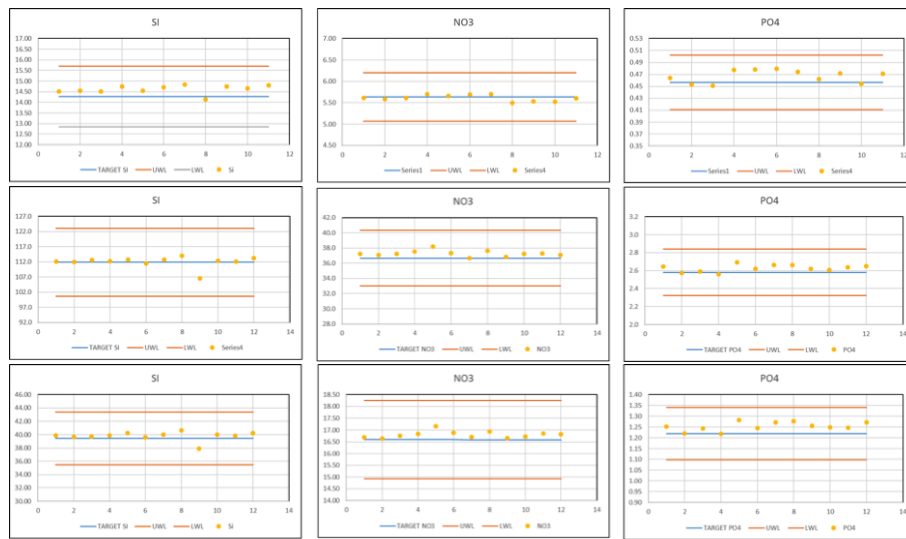 SI
17.00
16.50
16.00
15.50
15.00
14.50
14.00
13.50
13.00
12.50
12.00
0 2 4 6 8 10 12
TARGET SI UWL LWL Si
NO3
7.00
6.50
6.00
5.50
5.00
4.50
0 2 4 6 8 10 12
Series1 UWL LWL Series4
PO4
0.53
0.51
0.49
0.47
0.45
0.43
0.41
0.39
0.37
0.35
0 2 4 6 8 10 12
Series1 UWL LWL Series4
SI
127.0
122.0
117.0
112.0
107.0
102.0
97.0
92.0
0 2 4 6 8 10 12 14
TARGET SI UWL LWL Series4
NO3
42.0
40.0
38.0
36.0
34.0
32.0
30.0
28.0
0 2 4 6 8 10 12 14
TARGET NO3 UWL LWL NO3
PO4
3.2
3.0
2.8
2.6
2.4
2.2
2.0
0 2 4 6 8 10 12 14
TARGET PO4 UWL LWL PO4
SI
46.00
44.00
42.00
40.00
38.00
36.00
34.00
32.00
30.00
0 2 4 6 8 10 12 14
TARGET SI UWL LWL Si
NO3
18.50
18.00
17.50
17.00
16.50
16.00
15.50
15.00
14.50
14.00
0 2 4 6 8 10 12 14
TARGET NO3 UWL LWL NO3
PO4
1.40
1.35
1.30
1.25
1.20
1.15
1.10
1.05
1.00
0.95
0.90
0 2 4 6 8 10 12 14
TARGET PO4 UWL LWL PO4